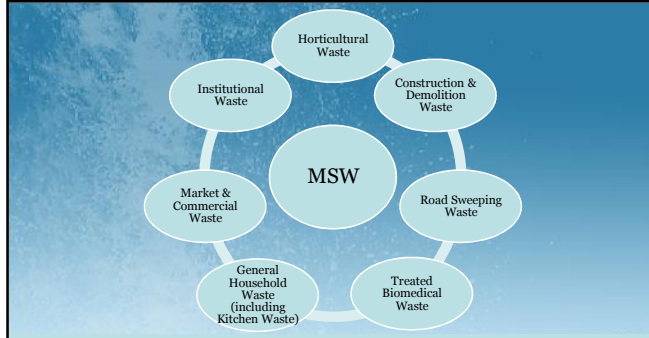 Horticultural
Waste
Institutional
Waste
Construction &
Demolition
Waste
MSW
Market &
Commercial
Waste
Road Sweeping
Waste
General
Household
Waste
(including
Kitchen Waste)
Treated
Biomedical
Waste